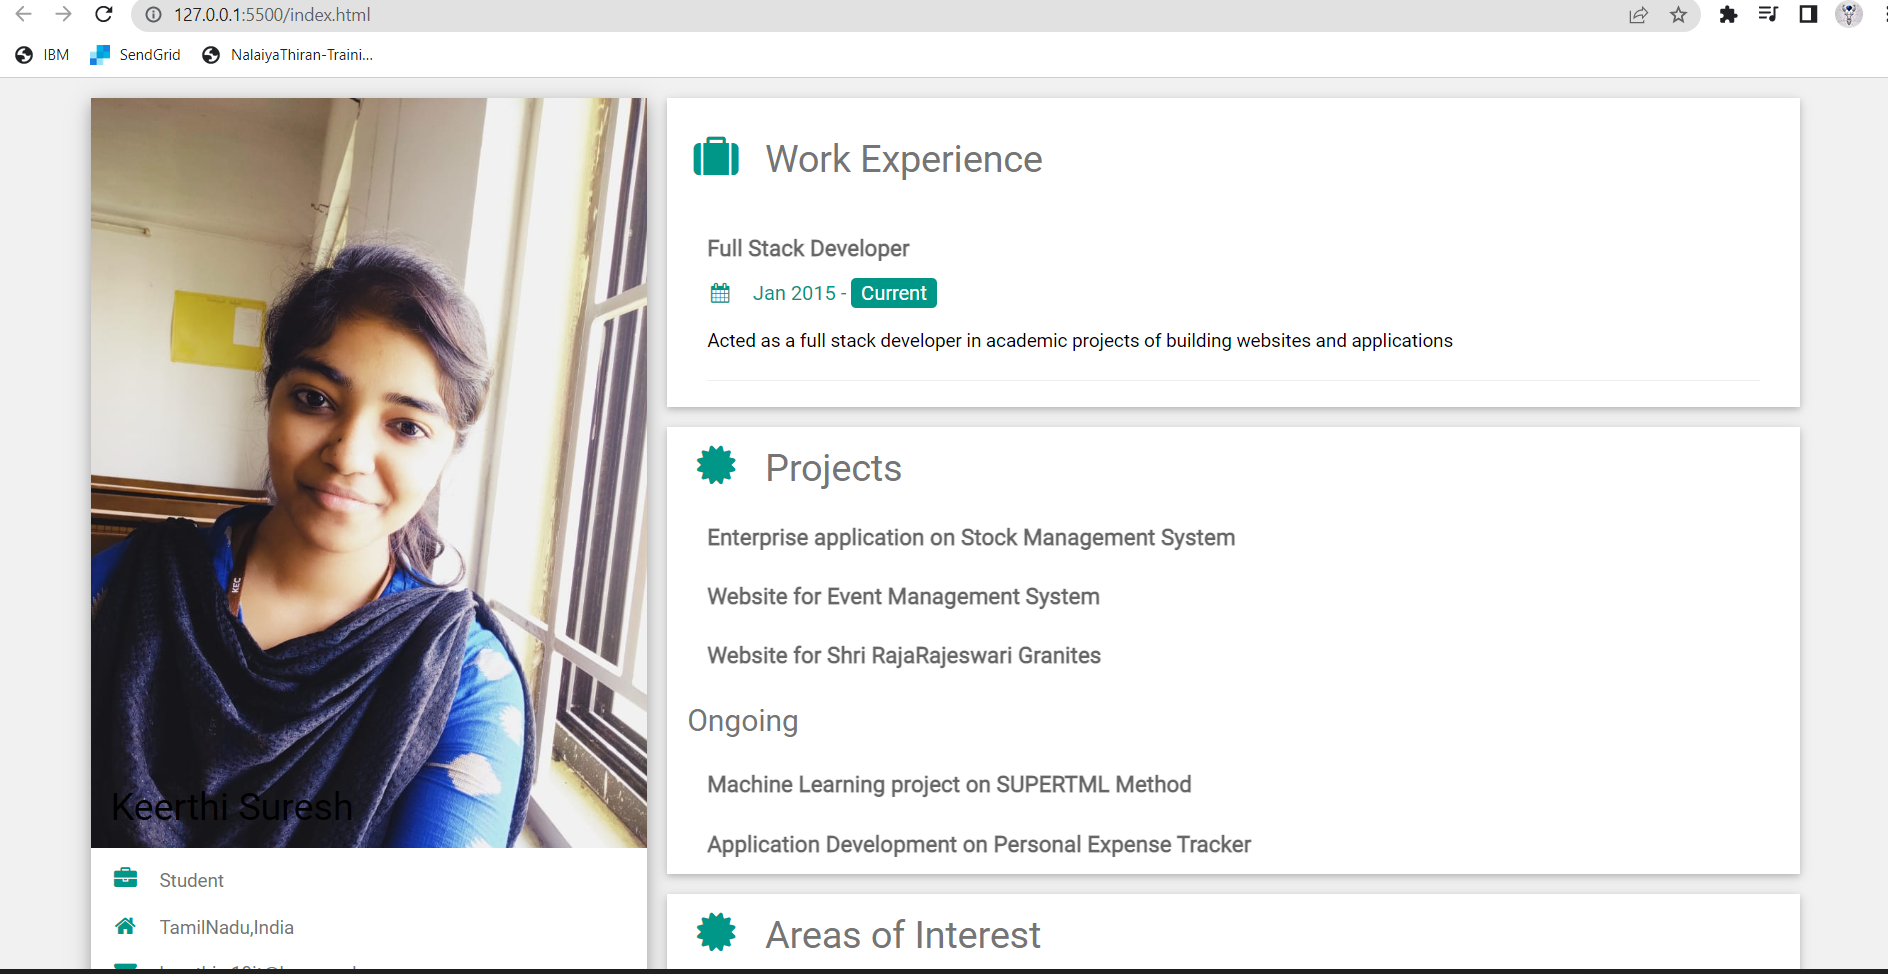 127.0.0.1:5500/index.html
IBM SendGrid NalaiyaThiran-Traini...
KEC
Keerthi Suresh
Student
TamilNadu,India
Work Experience
Full Stack Developer
Jan 2015 - Current
Acted as a full stack developer in academic projects of building websites and applications
Projects
Enterprise application on Stock Management System
Website for Event Management System
Website for Shri RajaRajeswari Granites
Ongoing
Machine Learning project on SUPERTML Method
Application Development on Personal Expense Tracker
Areas of Interest